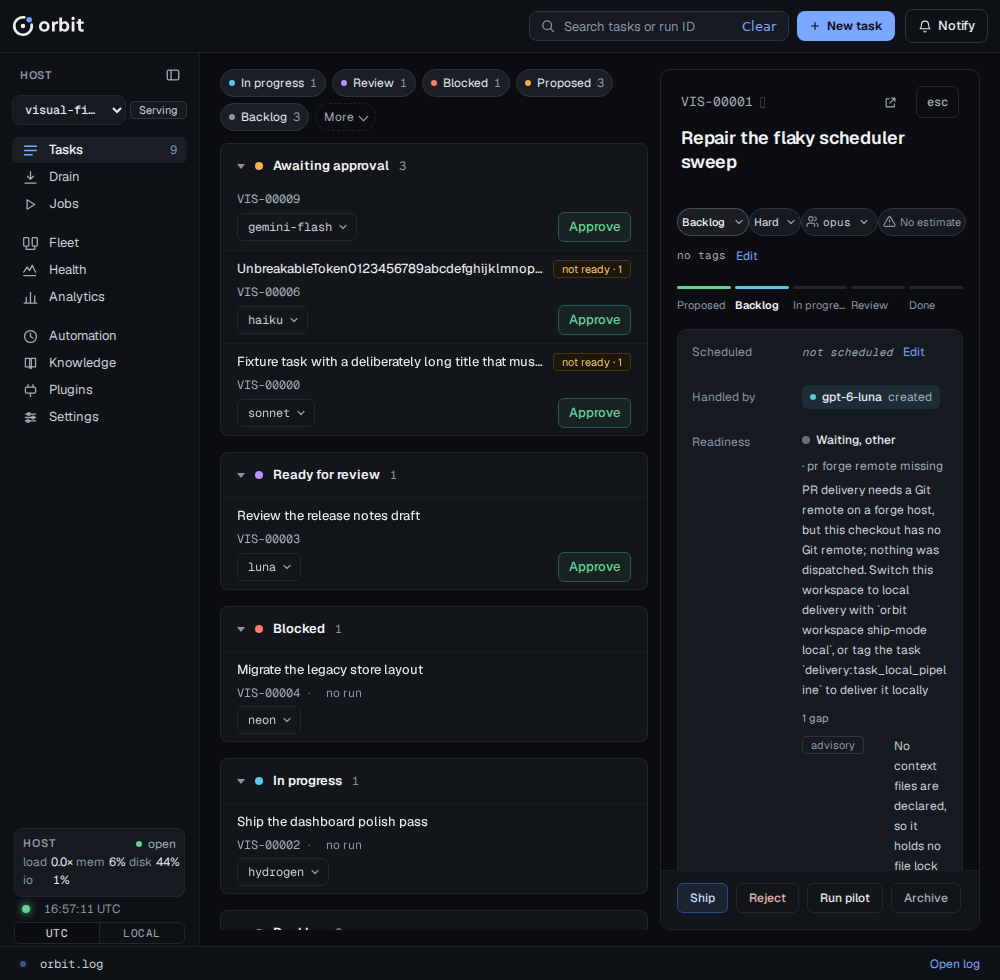 orbit
Search tasks or run ID Clear
+ New task
Notify
HOST
visual-fi…
Serving
Tasks 9
Drain
Jobs
Fleet
Health
Analytics
Automation
Knowledge
Plugins
Settings
HOST open
load 0.0× mem 6% disk 44%
io 1%
16:57:11 UTC
UTC LOCAL
In progress 1
Review 1
Blocked 1
Proposed 3
Backlog 3
More
Awaiting approval 3
VIS-00009
gemini-flash
Approve
UnbreakableToken0123456789abcdefghijklmnop…
not ready · 1
VIS-00006
haiku
Approve
Fixture task with a deliberately long title that mus…
not ready · 1
VIS-00000
sonnet
Approve
Ready for review 1
Review the release notes draft
VIS-00003
luna
Approve
Blocked 1
Migrate the legacy store layout
VIS-00004 · no run
neon
In progress 1
Ship the dashboard polish pass
VIS-00002 · no run
hydrogen
VIS-00001
esc
Repair the flaky scheduler
sweep
Backlog
Hard
opus
No estimate
no tags Edit
Proposed Backlog In progre… Review Done
Scheduled not scheduled Edit
Handled by gpt-6-luna created
Readiness Waiting, other
· pr forge remote missing
PR delivery needs a Git
remote on a forge host,
but this checkout has no
Git remote; nothing was
dispatched. Switch this
workspace to local
delivery with `orbit
workspace ship-mode
local`, or tag the task
`delivery:task_local_pipel
ine` to deliver it locally
1 gap
advisory
No
context
files are
declared,
so it
holds no
file lock
Ship
Reject
Run pilot
Archive
orbit.log
Open log